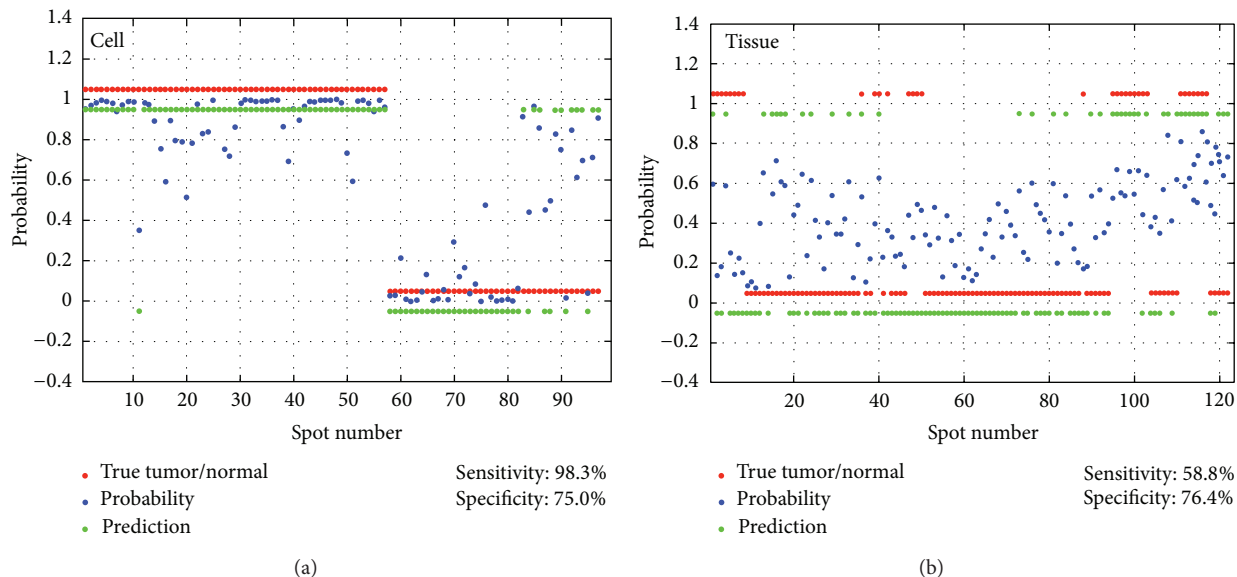 1.4
1.2
1
0.8
0.6
0.4
0.2
0
−0.2
−0.4
Probability
Cell
10 20 30 40 50 60 70 80 90
Spot number
True tumor/normal
Probability
Prediction
Sensitivity: 98.3%
Specificity: 75.0%
(a)
1.4
1.2
1
0.8
0.6
0.4
0.2
0
−0.2
−0.4
Probability
Tissue
20 40 60 80 100 120
Spot number
True tumor/normal
Probability
Prediction
Sensitivity: 58.8%
Specificity: 76.4%
(b)